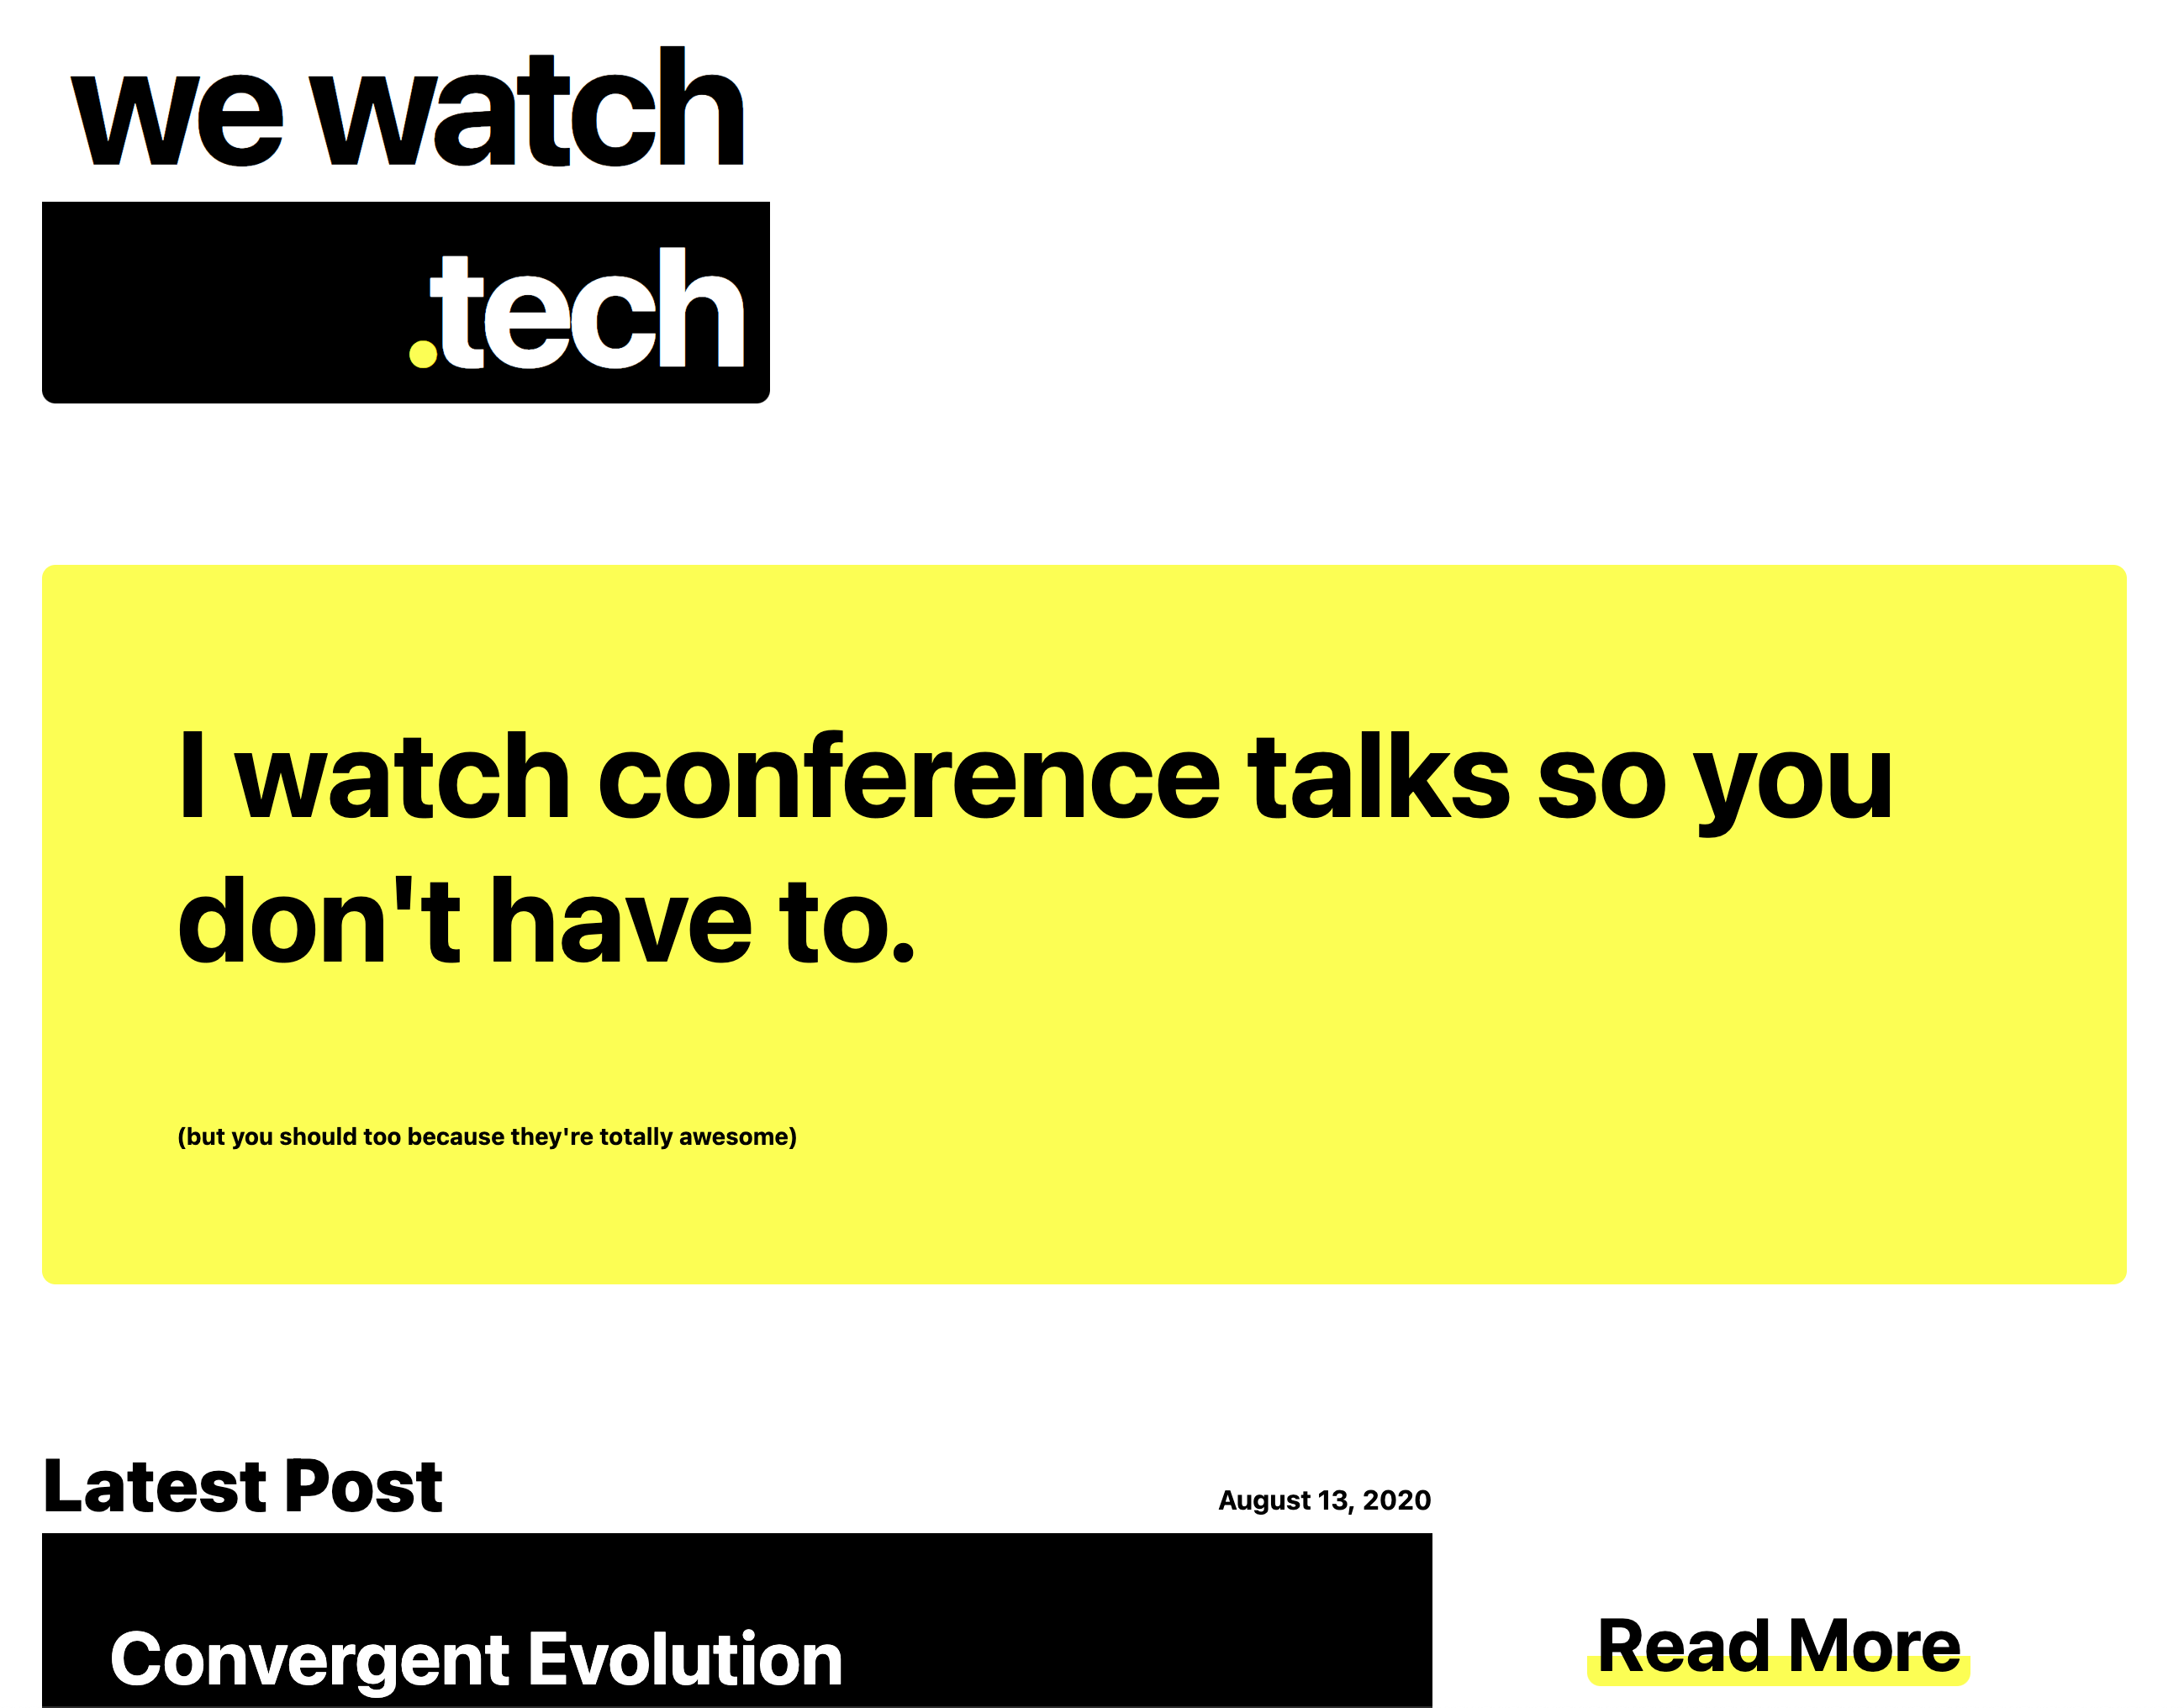 we watch
.tech
I watch conference talks so you
don't have to.
(but you should too because they're totally awesome)
Latest Post
August 13, 2020
Convergent Evolution
Read More